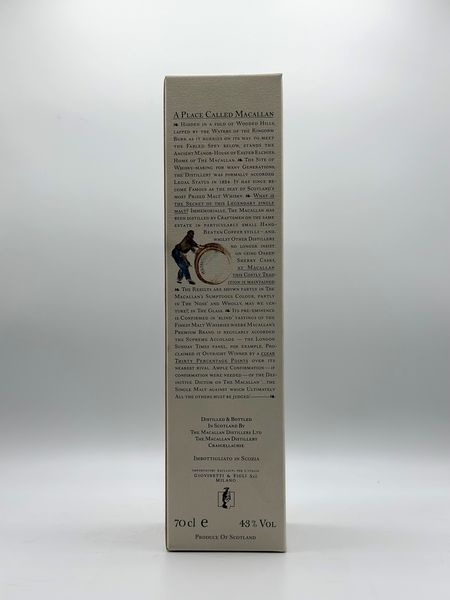 A Place Called Macallan
Hidden in a fold of Wooded Hills,
lapped by the Waters of the Ringorm
Burn as it hurries on its way to meet
the Fabled Spey below, stands the
Ancient Manor-House of Easter Elchies,
Home of The Macallan. The Site of
Whisky-Making for many Generations,
the Distillery was formally accorded
Legal Status in 1824. It has since be-
come Famous as the beat of Scotland's
most Prized Malt Whisky. What is
the Secret of this Legendary single
malt? Immemorially, The Macallan has
been distilled by Craftsmen on the same
estate in particularly small Hand-
Beaten Copper stills – and,
whilst Other Distillers
no longer insist
on using Oaken
Sherry Casks,
at Macallan
this Costly Trad-
ition is maintained.
The Results are shown partly in The
Macallan's Sumptuous Colour, partly
in The 'Nose' and Wholly, may we ven-
ture?, in The Glass. Its Pre-eminence
is Confirmed in 'blind' tastings of the
Finest Malt Whiskies where Macallan's
Premium Brand is regularly accorded
the Supreme Accolade — the London
Sunday Times panel, for example, Pro-
claimed it Outright Winner by a clear
Thirty Percentage Points over its
nearest rival. Ample Confirmation – if
confirmation were needed – of the Def-
initive Dictum on The Macallan '...the
Single Malt against which Ultimately
All the others must be Judged.'
Distilled & Bottled
In Scotland By
The Macallan Distillers Ltd
The Macallan Distillery
Craigellachie
Imbottigliato in Scozia
Importatori Esclusivi per l'Italia
Giovinetti & Figli S.r.l.
Milano
70 cl e 43% Vol
Produce Of Scotland